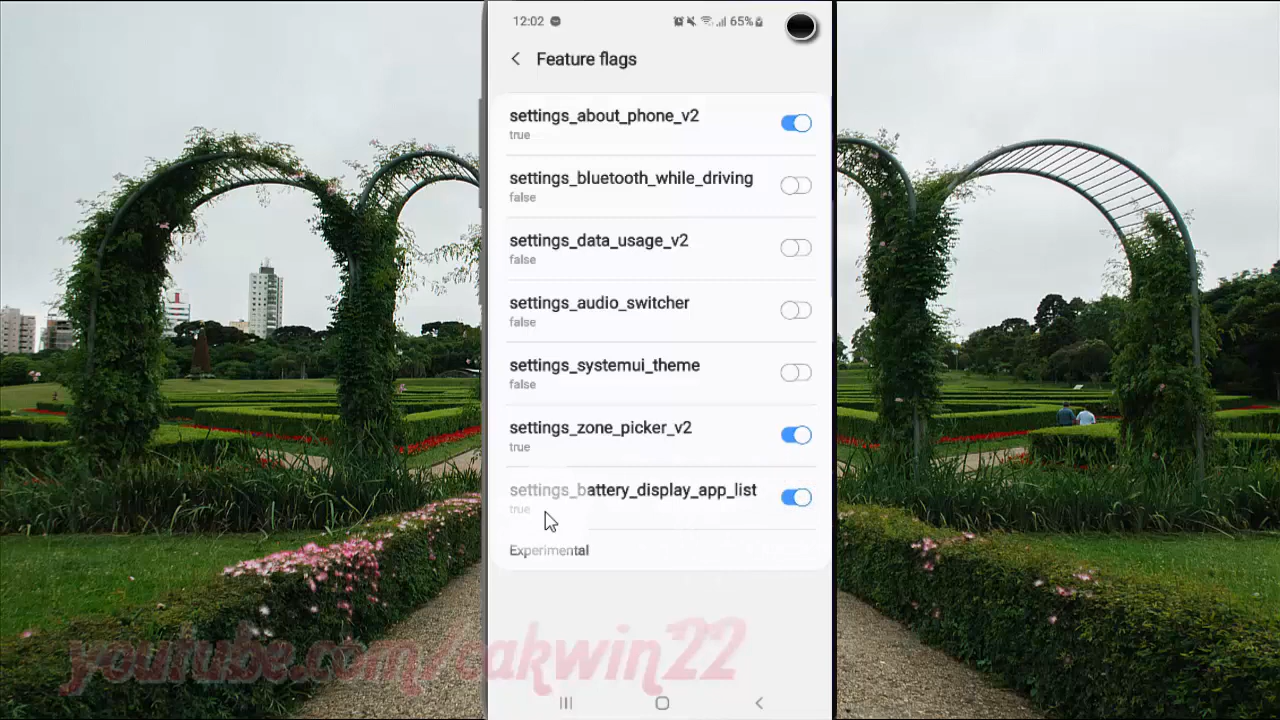 12:02
65%
Feature flags
settings_about_phone_v2
true
settings_bluetooth_while_driving
false
settings_data_usage_v2
false
settings_audio_switcher
false
settings_systemui_theme
false
settings_zone_picker_v2
true
settings_battery_display_app_list
true
Experimental
youtube.com/takwin22